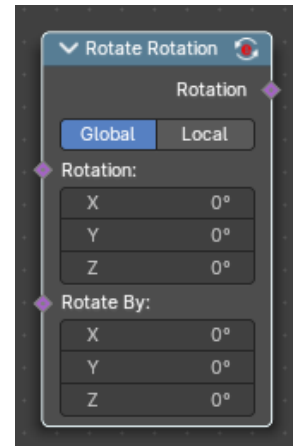 Rotate Rotation
Rotation
Global Local
Rotation:
X 0°
Y 0°
Z 0°
Rotate By:
X 0°
Y 0°
Z 0°